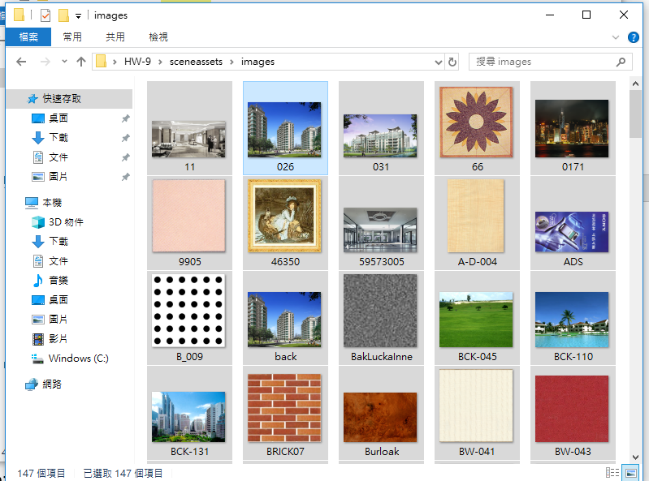 images
檔案 常用 共用 檢視
HW-9 sceneassets images
搜尋 images
快速存取
桌面
下載
文件
圖片
本機
3D 物件
下載
文件
音樂
桌面
圖片
影片
Windows (C:)
網路
11 026 031 66 0171
9905 46350 59573005 A-D-004 ADS
B_009 back BakLuckaInne BCK-045 BCK-110
BCK-131 BRICK07 Burloak BW-041 BW-043
147 個項目 已選取 147 個項目